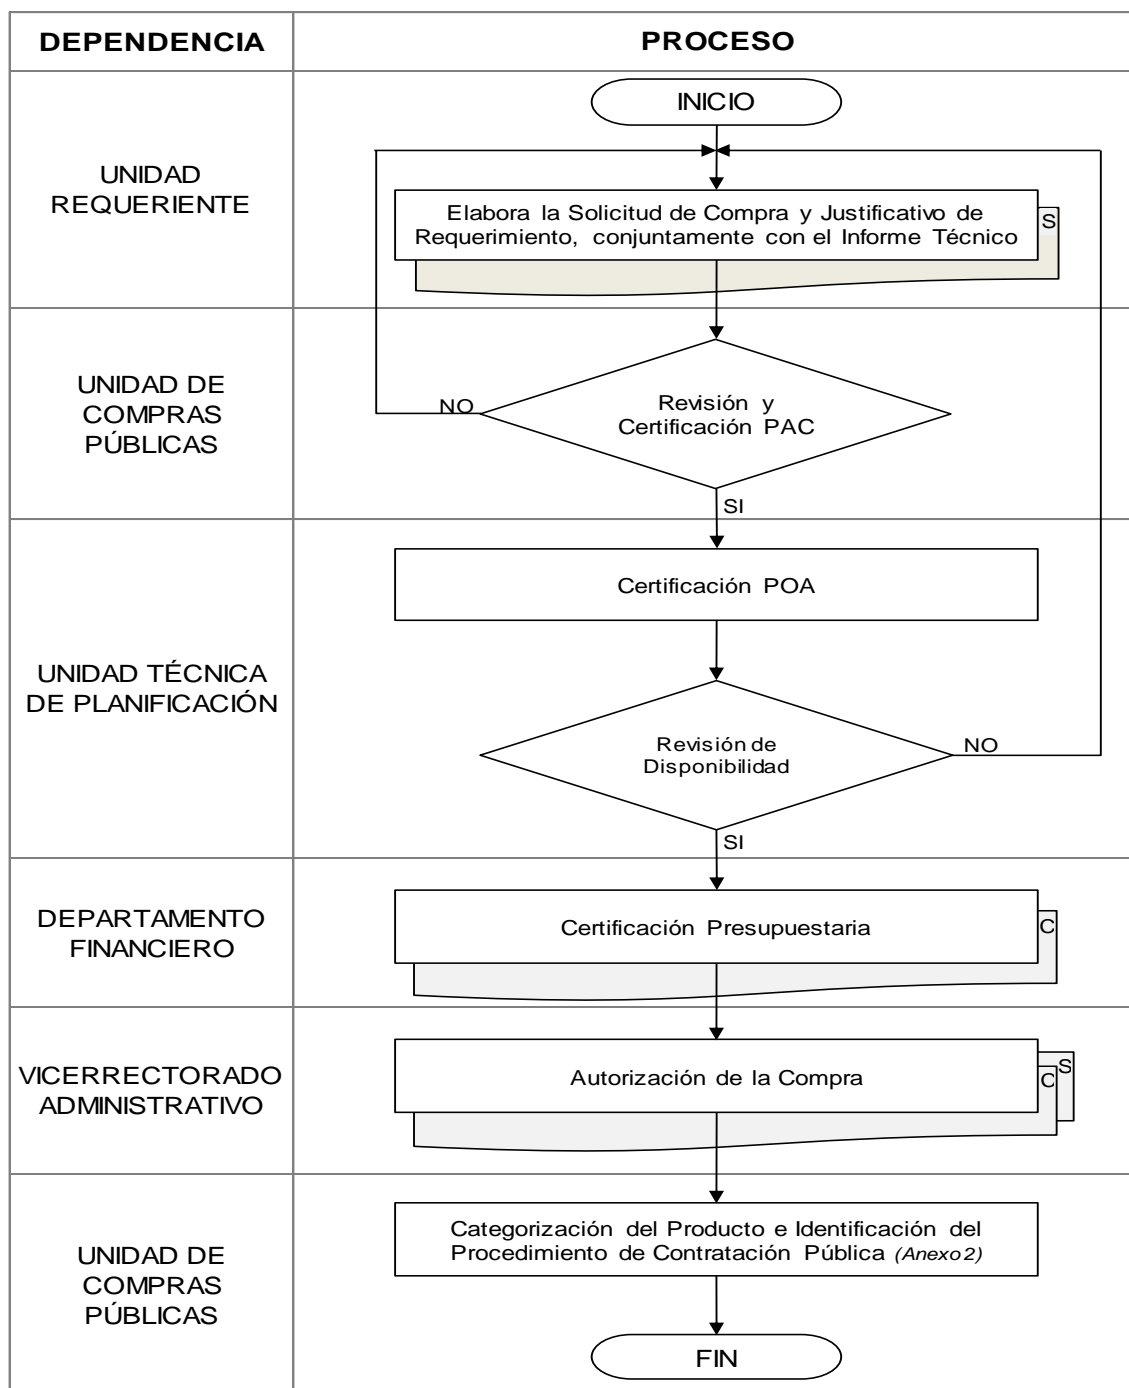 DEPENDENCIA
PROCESO
UNIDAD
REQUERIENTE
INICIO
Elabora la Solicitud de Compra y Justificativo de
Requerimiento, conjuntamente con el Informe Técnico
S
UNIDAD DE
COMPRAS
PÚBLICAS
NO
Revisión y
Certificación PAC
SI
UNIDAD TÉCNICA
DE PLANIFICACIÓN
Certificación POA
Revisión de
Disponibilidad
NO
SI
DEPARTAMENTO
FINANCIERO
Certificación Presupuestaria
C
VICERRECTORADO
ADMINISTRATIVO
Autorización de la Compra
C
S
UNIDAD DE
COMPRAS
PÚBLICAS
Categorización del Producto e Identificación del
Procedimiento de Contratación Pública (Anexo 2)
FIN